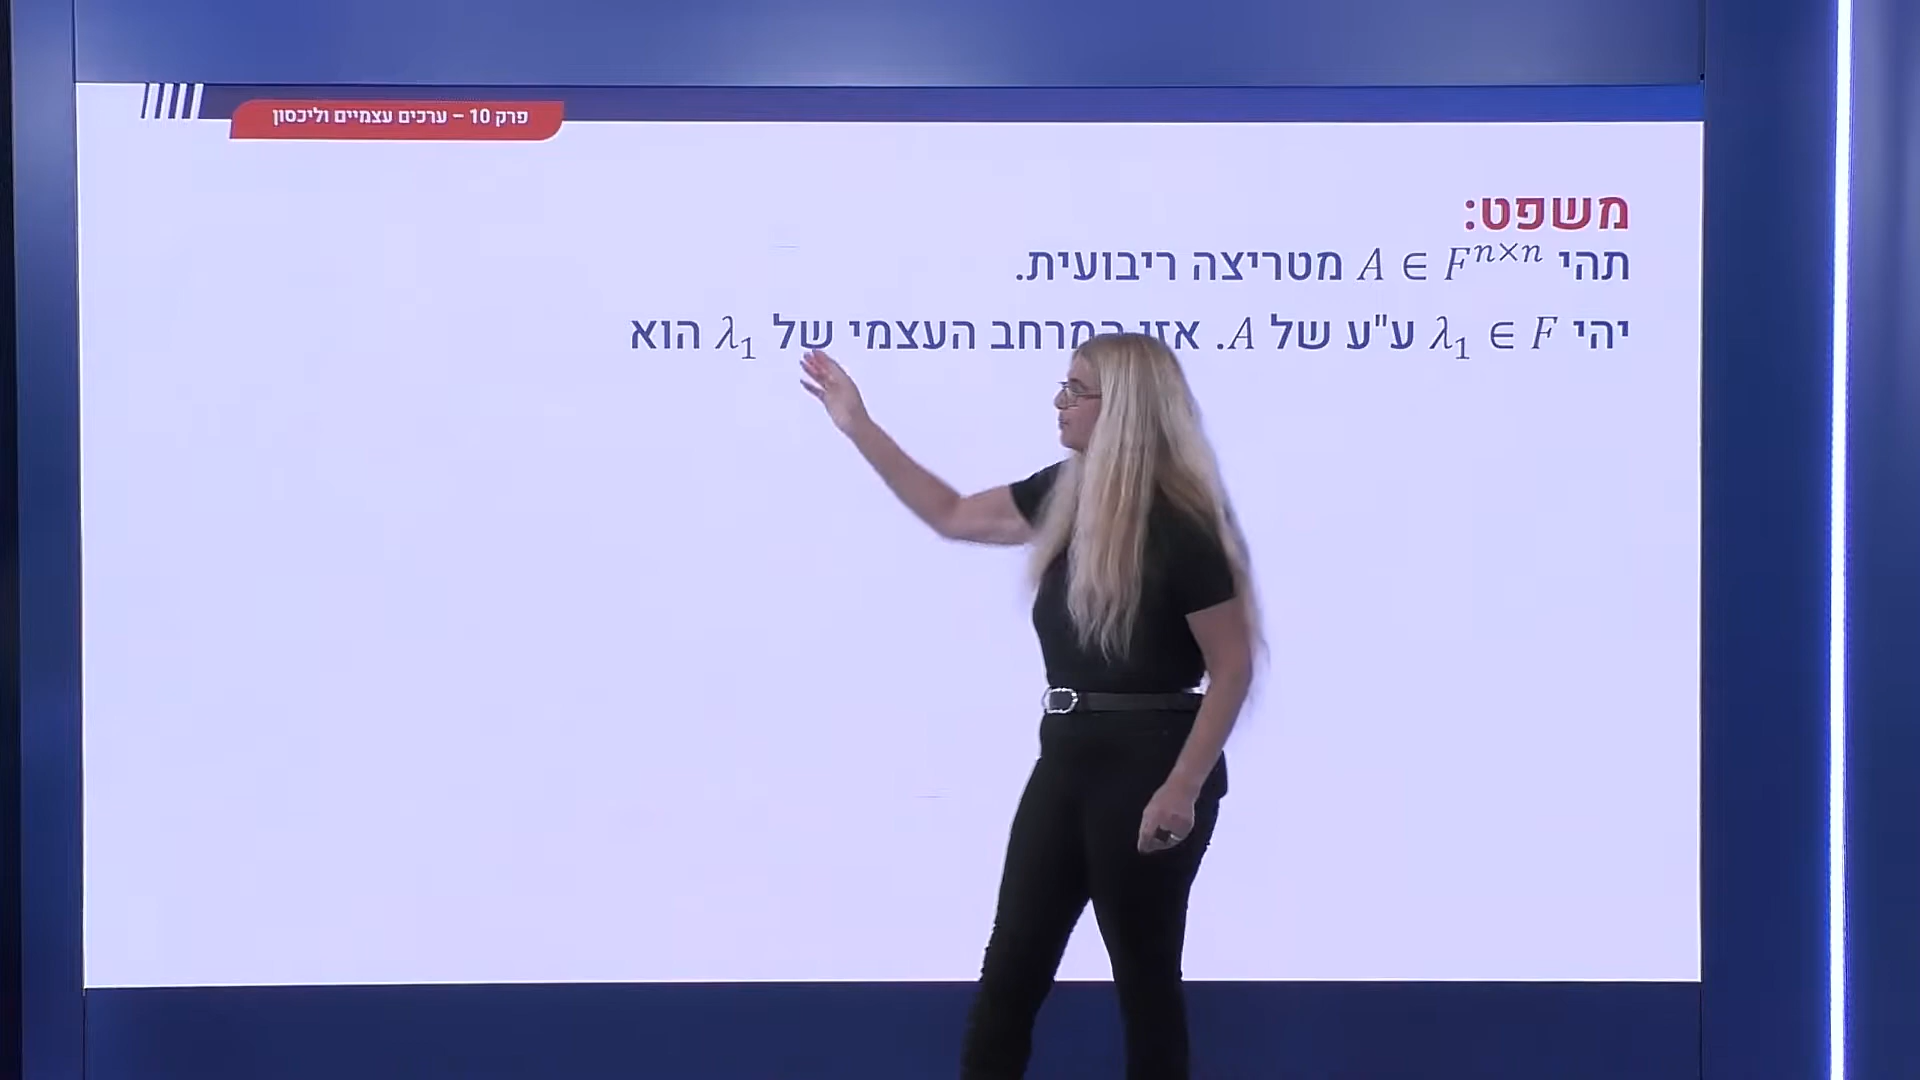 פרק 10 – ערכים עצמיים וליכסון
משפט:
תהי $A \in F^{n \times n}$ מטריצה ריבועית.
יהי $\lambda_1 \in F$ ע"ע של $A$. אזי המרחב העצמי של $\lambda_1$ הוא